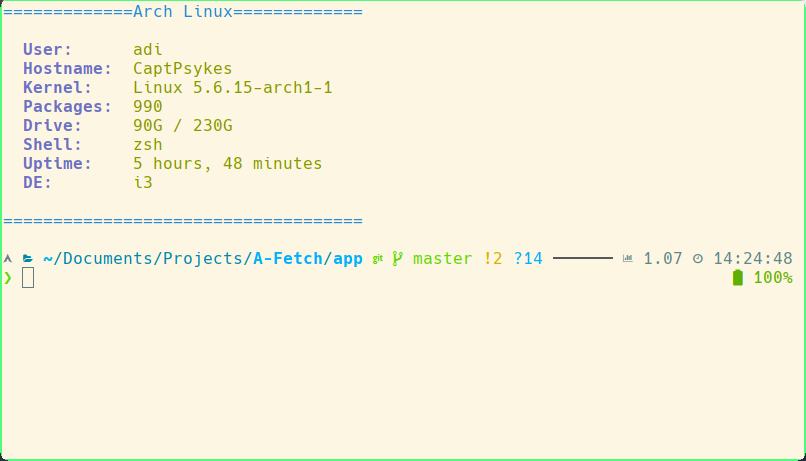 =============Arch Linux=============
User: adi
Hostname: CaptPsykes
Kernel: Linux 5.6.15-arch1-1
Packages: 990
Drive: 90G / 230G
Shell: zsh
Uptime: 5 hours, 48 minutes
DE: i3
====================================
~/Documents/Projects/A-Fetch/app git master !2 ?14 1.07 14:24:48
❯ 100%